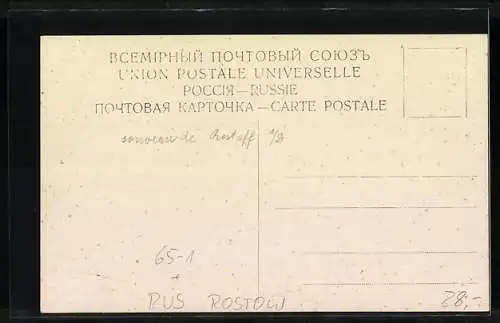 ВСЕМІРНЫЙ ПОЧТОВЫЙ СОЮЗЪ
UNION POSTALE UNIVERSELLE
РОССІЯ—RUSSIE
ПОЧТОВАЯ КАРТОЧКА—CARTE POSTALE
de Rostoff
65-1
RUS ROSTOW
28,-